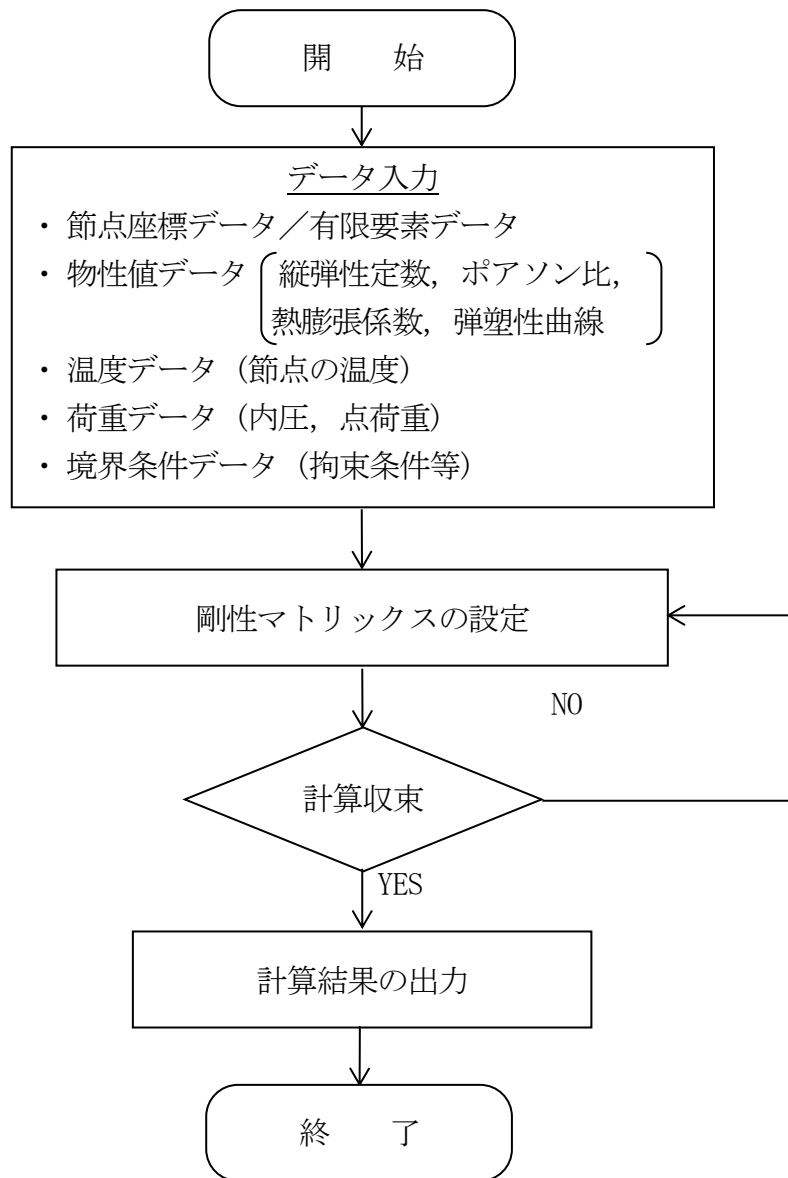 開　　始
データ入力
・ 節点座標データ／有限要素データ
・ 物性値データ 縦弾性定数，ポアソン比，
熱膨張係数，弾塑性曲線
・ 温度データ（節点の温度）
・ 荷重データ（内圧，点荷重）
・ 境界条件データ（拘束条件等）
剛性マトリックスの設定
NO
計算収束
YES
計算結果の出力
終　　了